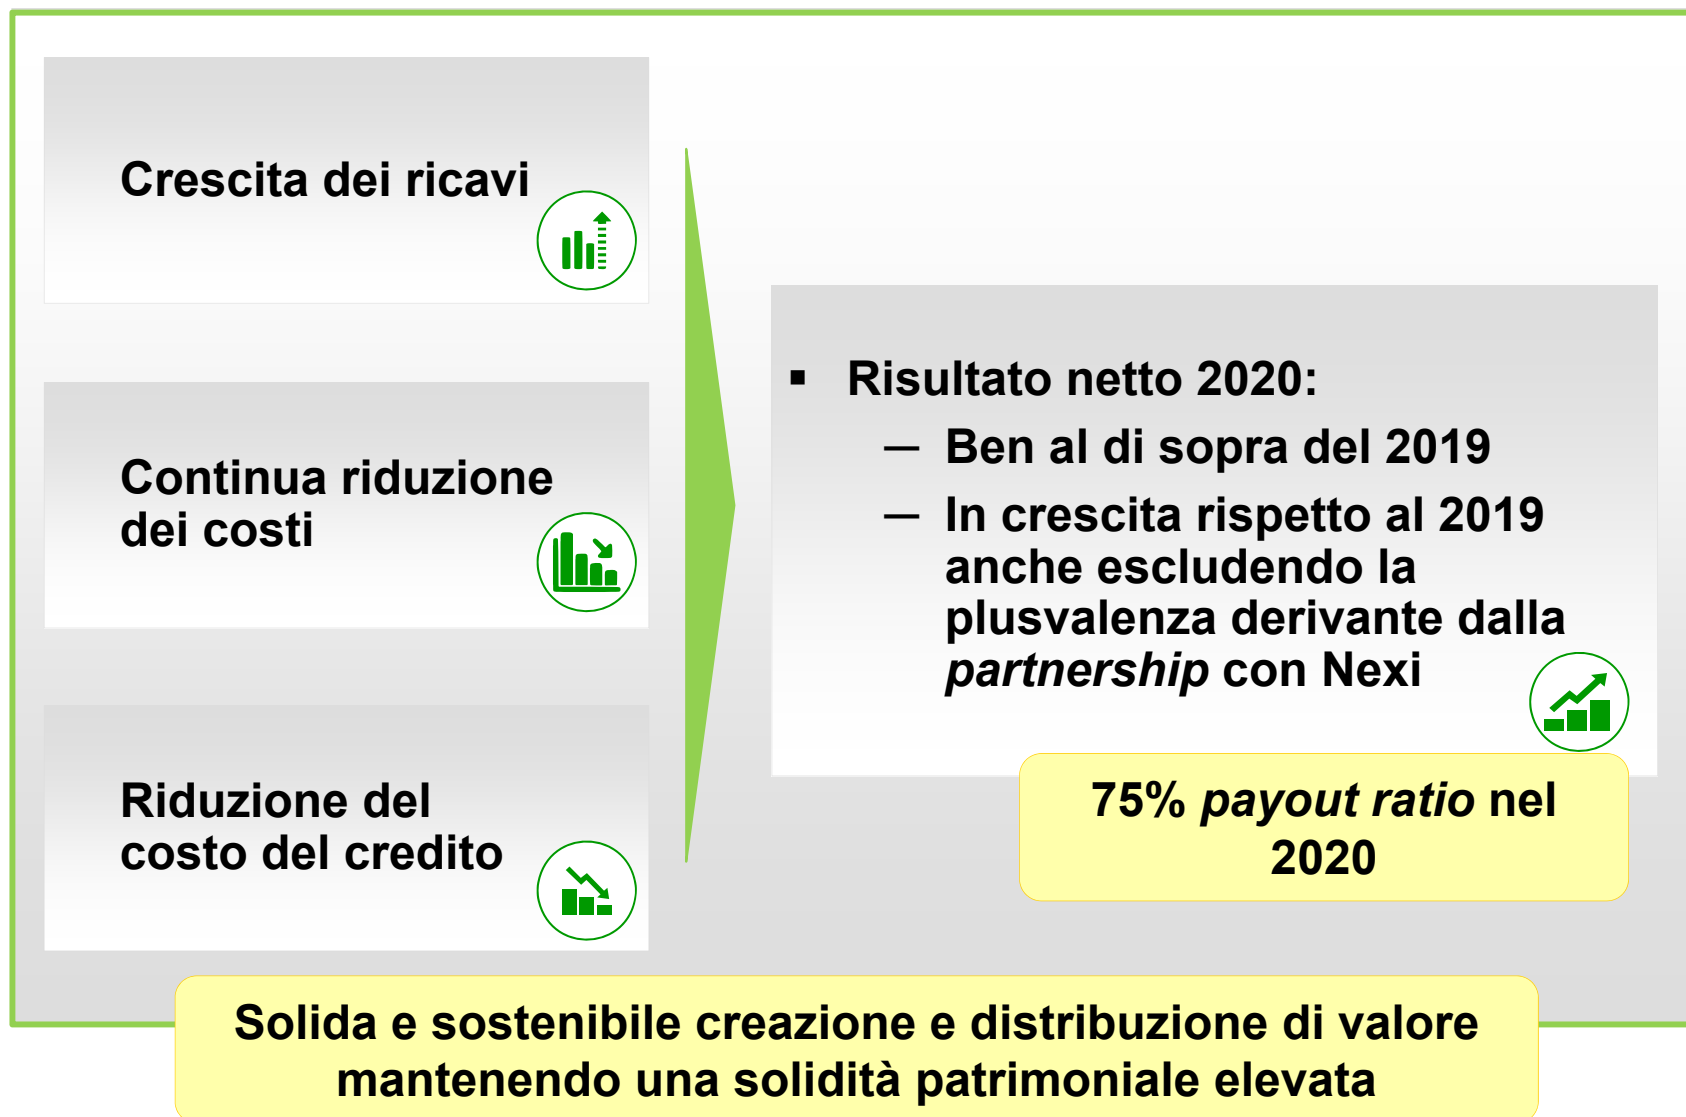 Crescita dei ricavi
Continua riduzione
dei costi
Riduzione del
costo del credito
▪ Risultato netto 2020:
— Ben al di sopra del 2019
— In crescita rispetto al 2019
anche escludendo la
plusvalenza derivante dalla
partnership con Nexi
75% payout ratio nel
2020
Solida e sostenibile creazione e distribuzione di valore
mantenendo una solidità patrimoniale elevata